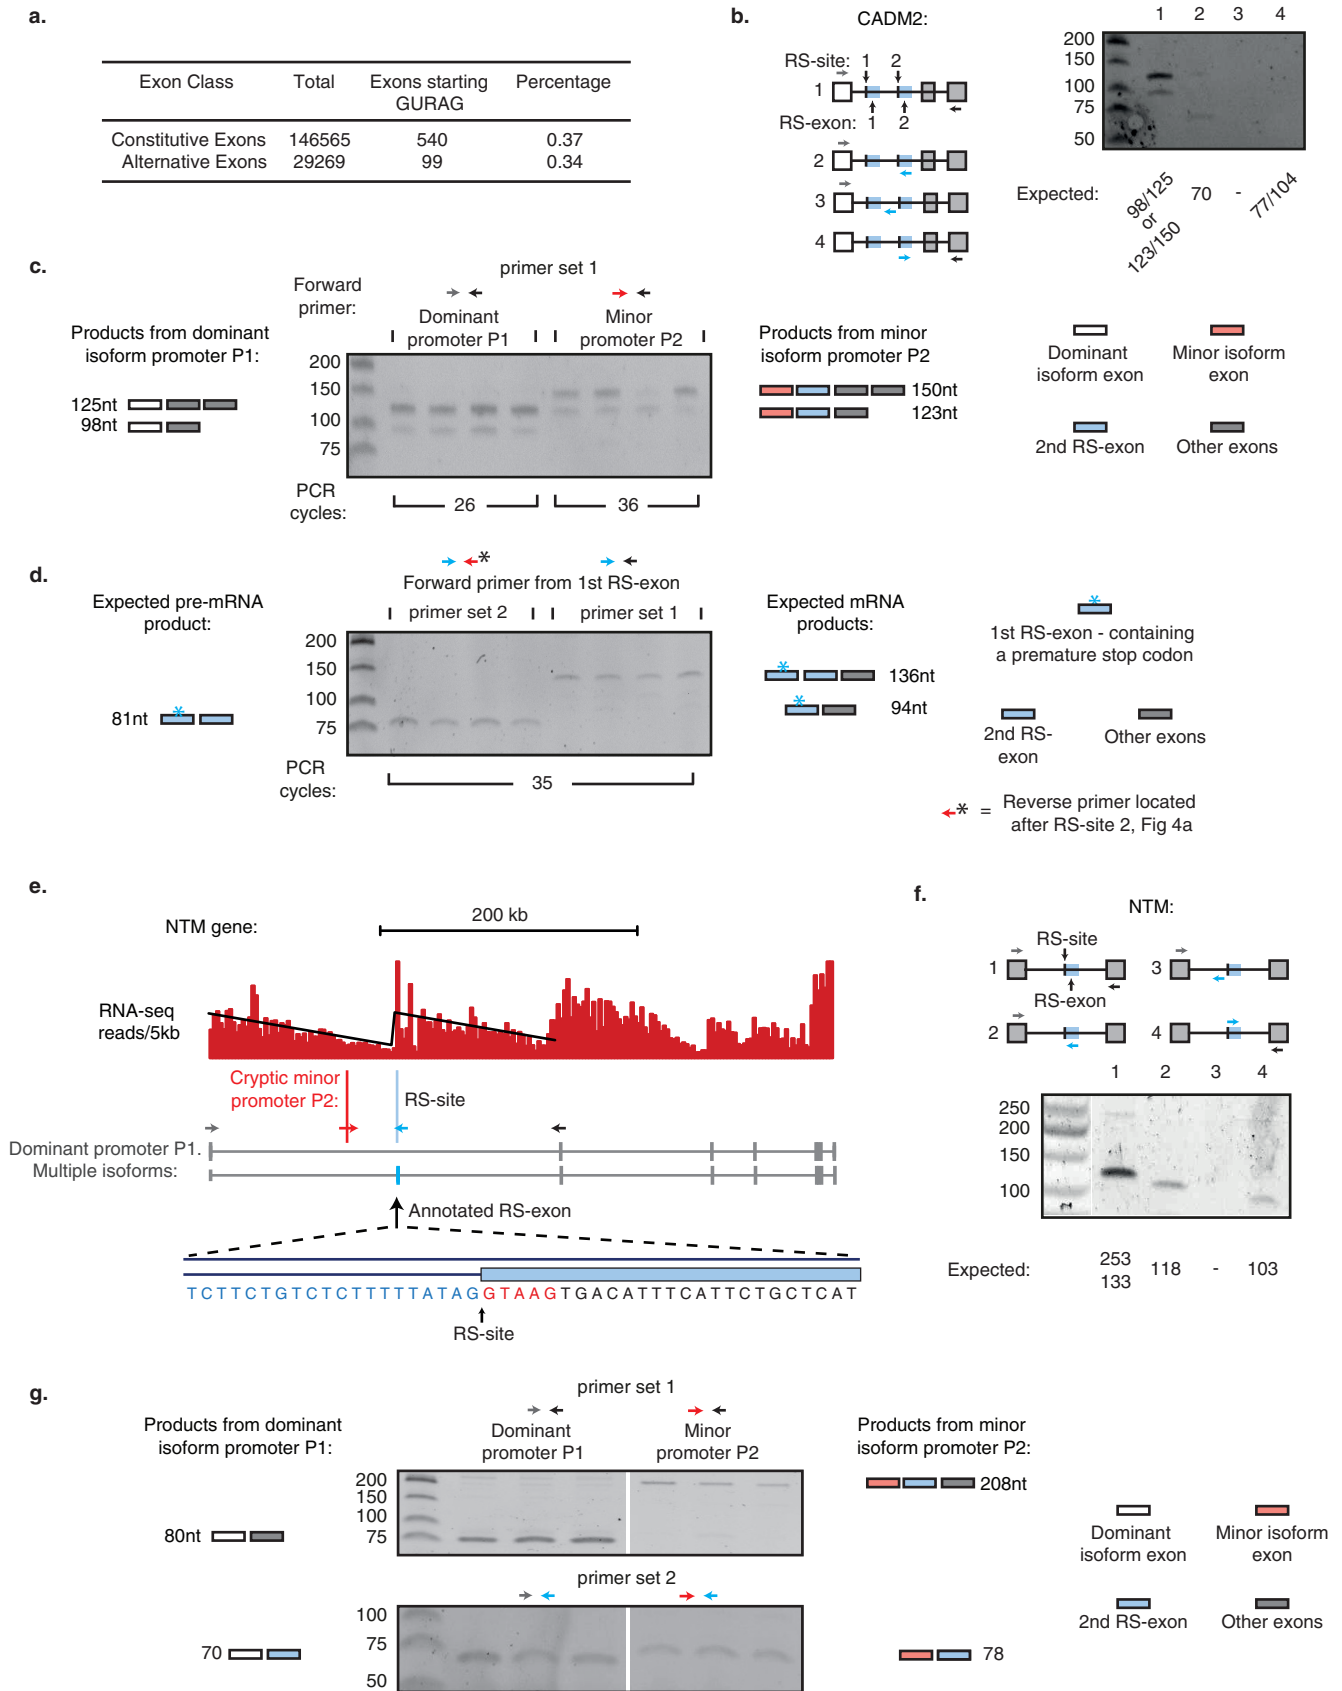 a.
Exon Class Total Exons starting GURAG Percentage
Constitutive Exons 146565 540 0.37
Alternative Exons 29269 99 0.34
b.
CADM2:
RS-site: 1 2
1
RS-exon: 1 2
2
3
4
1 2 3 4
200
150
100
75
50
Expected: 98/125 or 123/150 70 - 77/104
c.
primer set 1
Forward primer:
Dominant promoter P1
Minor promoter P2
Products from dominant
isoform promoter P1:
125nt
98nt
200
150
100
75
PCR cycles:
26 36
Products from minor
isoform promoter P2
150nt
123nt
Dominant isoform exon
Minor isoform exon
2nd RS-exon
Other exons
d.
*
Forward primer from 1st RS-exon
primer set 2 primer set 1
Expected pre-mRNA
product:
*
81nt
200
150
100
75
PCR cycles:
35
Expected mRNA
products:
*
136nt
*
94nt
*
1st RS-exon - containing
a premature stop codon
2nd RS-exon
Other exons
* = Reverse primer located
after RS-site 2, Fig 4a
e.
NTM gene:
200 kb
RNA-seq
reads/5kb
Cryptic minor
promoter P2:
RS-site
Dominant promoter P1.
Multiple isoforms:
Annotated RS-exon
TCTTCTGTCTCTTTTTATAGGTAAGTGACATTTCATTCTGCTCAT
RS-site
f.
NTM:
RS-site
1
RS-exon
2
3
4
1 2 3 4
250
200
150
100
Expected: 253 133 118 - 103
g.
primer set 1
Products from dominant
isoform promoter P1:
Dominant promoter P1
Minor promoter P2
Products from minor
isoform promoter P2:
200
150
100
75
80nt
208nt
primer set 2
100
75
50
70
78
Dominant isoform exon
Minor isoform exon
2nd RS-exon
Other exons